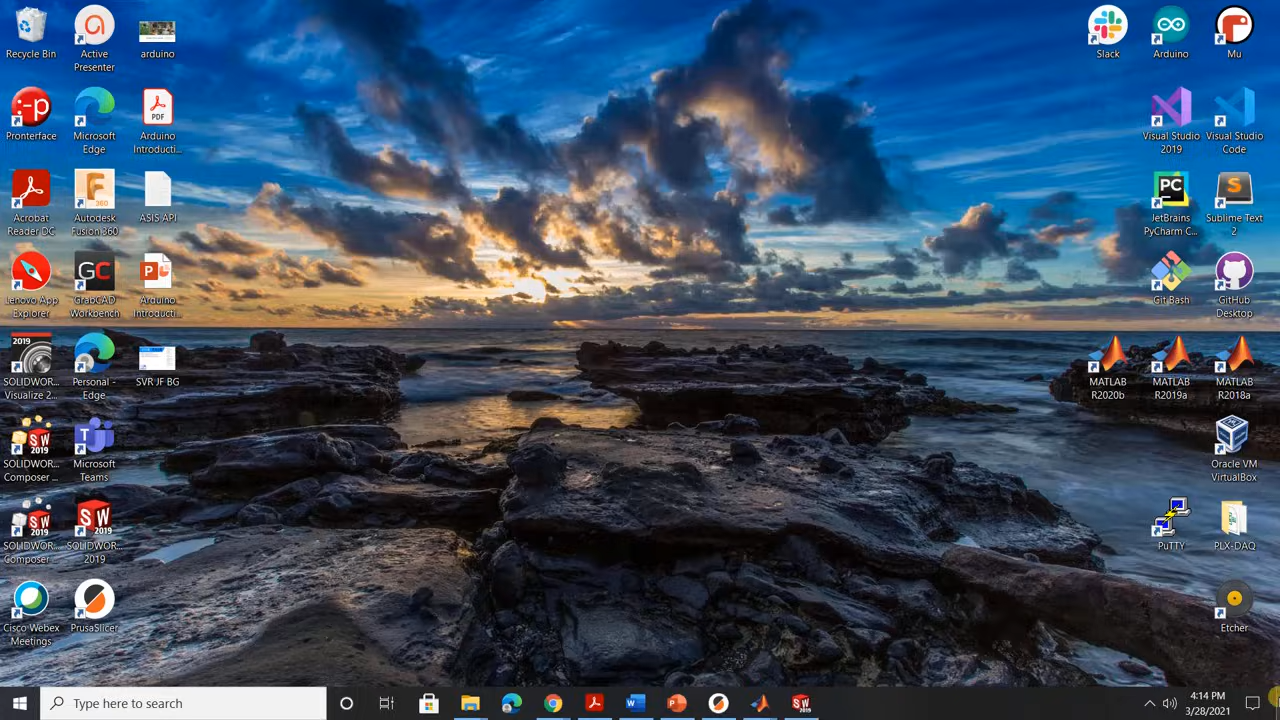 Recycle Bin
Active
Presenter
arduino
Pronterface
Microsoft
Edge
Arduino
Introducti...
Acrobat
Reader DC
Autodesk
Fusion 360
ASIS API
Lenovo App
Explorer
GrabCAD
Workbench
Arduino
Introducti...
SOLIDWOR...
Visualize 2...
Personal -
Edge
SVR JF BG
SOLIDWOR...
Composer ...
Microsoft
Teams
SOLIDWOR...
Composer ...
SOLIDWOR...
2019
Cisco Webex
Meetings
PrusaSlicer
Slack
Arduino
Mu
Visual Studio
2019
Visual Studio
Code
JetBrains
PyCharm C...
Sublime Text
2
Git Bash
GitHub
Desktop
MATLAB
R2020b
MATLAB
R2019a
MATLAB
R2018a
Oracle VM
VirtualBox
PuTTY
PLX-DAQ
Etcher
Type here to search
4:14 PM
3/28/2021